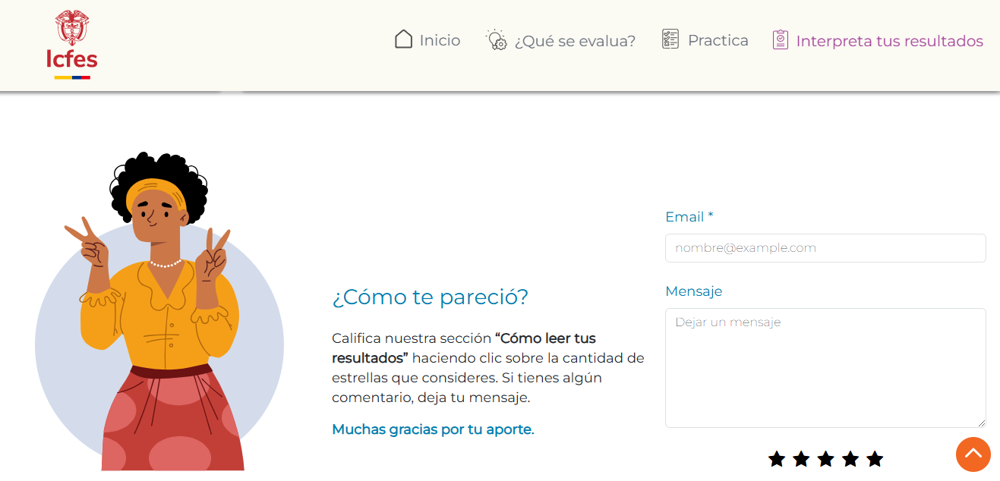 Icfes
Inicio
¿Qué se evalua?
Practica
Interpreta tus resultados
¿Cómo te pareció?
Califica nuestra sección “Cómo leer tus
resultados” haciendo clic sobre la cantidad de
estrellas que consideres. Si tienes algún
comentario, deja tu mensaje.
Muchas gracias por tu aporte.
Email *
nombre@example.com
Mensaje
Dejar un mensaje